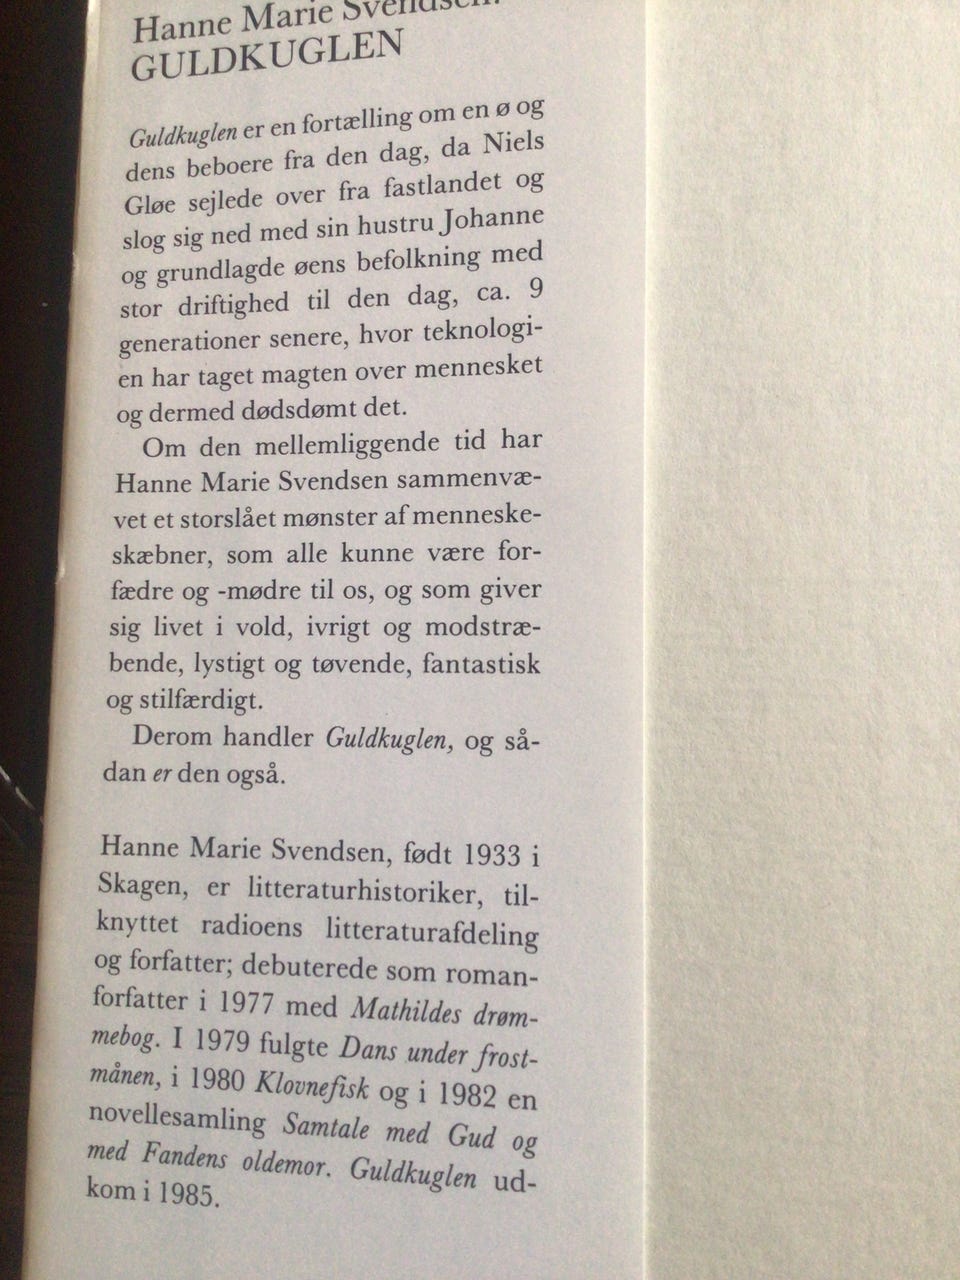 Hanne Marie Svendsen:
GULDKUGLEN
Guldkuglen er en fortælling om en ø og
dens beboere fra den dag, da Niels
Gløe sejlede over fra fastlandet og
slog sig ned med sin hustru Johanne
og grundlagde øens befolkning med
stor driftighed til den dag, ca. 9
generationer senere, hvor teknologi-
en har taget magten over mennesket
og dermed dødsdømt det.
Om den mellemliggende tid har
Hanne Marie Svendsen sammenvæ-
vet et storslået mønster af menneske-
skæbner, som alle kunne være for-
fædre og -mødre til os, og som giver
sig livet i vold, ivrigt og modstræ-
bende, lystigt og tøvende, fantastisk
og stilfærdigt.
Derom handler Guldkuglen, og så-
dan er den også.
Hanne Marie Svendsen, født 1933 i
Skagen, er litteraturhistoriker, til-
knyttet radioens litteraturafdeling
og forfatter; debuterede som roman-
forfatter i 1977 med Mathildes drøm-
mebog. I 1979 fulgte Dans under frost-
månen, i 1980 Klovnefisk og i 1982 en
novellesamling Samtale med Gud og
med Fandens oldemor. Guldkuglen ud-
kom i 1985.